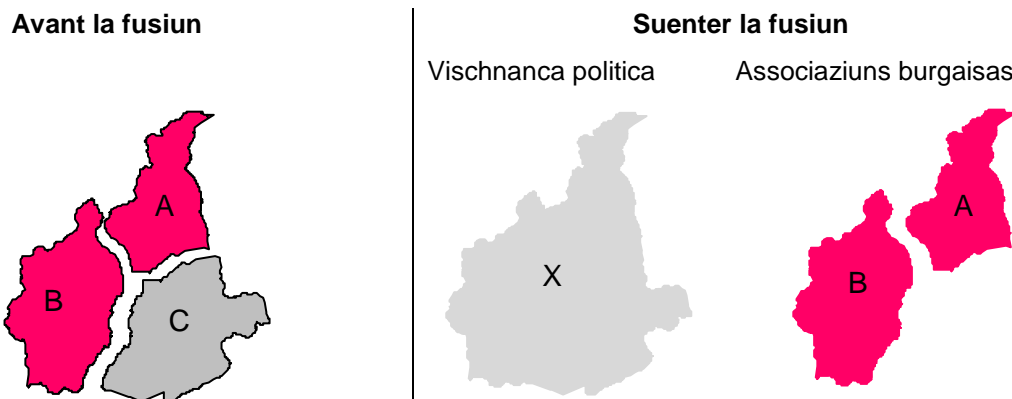 Avant la fusiun
Suenter la fusiun
Vischnanca politica
Associaziuns burgaisas
A
B
C
X
A
B